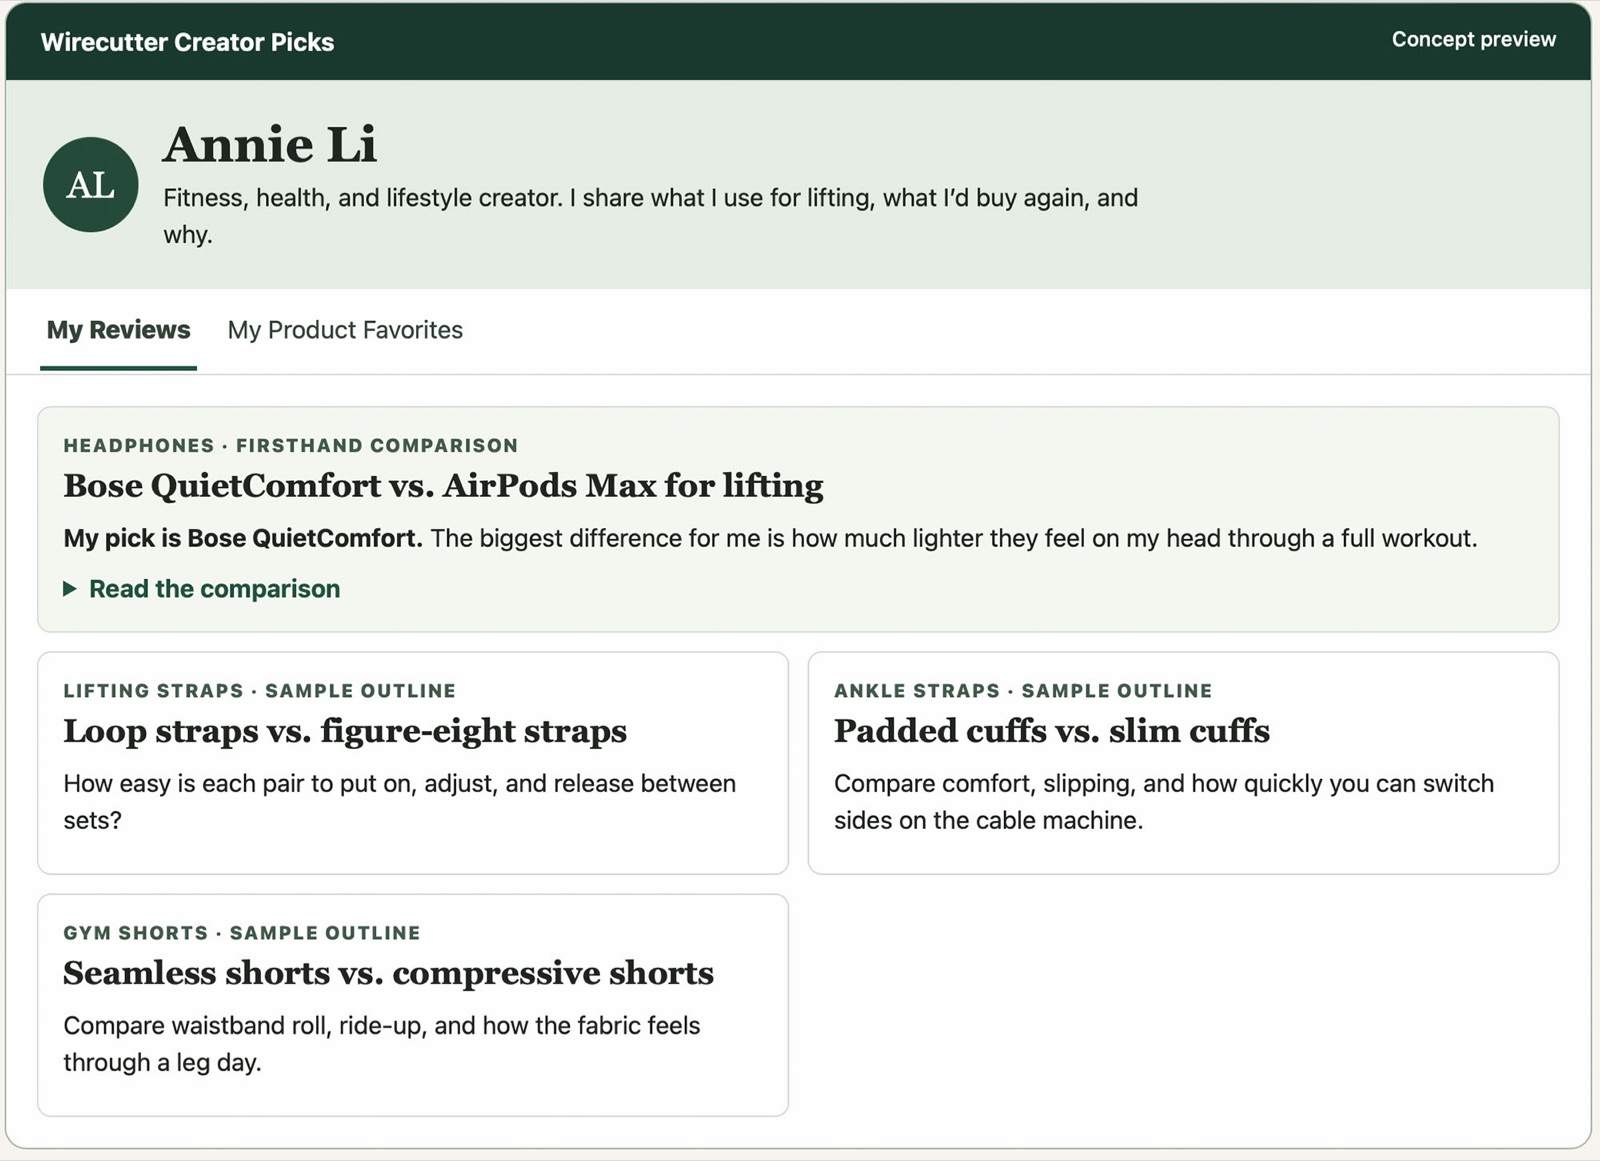 Wirecutter Creator Picks
Concept preview
AL
Annie Li
Fitness, health, and lifestyle creator. I share what I use for lifting, what I’d buy again, and
why.
My Reviews
My Product Favorites
HEADPHONES · FIRSTHAND COMPARISON
Bose QuietComfort vs. AirPods Max for lifting
My pick is Bose QuietComfort. The biggest difference for me is how much lighter they feel on my head through a full workout.
Read the comparison
LIFTING STRAPS · SAMPLE OUTLINE
Loop straps vs. figure-eight straps
How easy is each pair to put on, adjust, and release between
sets?
ANKLE STRAPS · SAMPLE OUTLINE
Padded cuffs vs. slim cuffs
Compare comfort, slipping, and how quickly you can switch
sides on the cable machine.
GYM SHORTS · SAMPLE OUTLINE
Seamless shorts vs. compressive shorts
Compare waistband roll, ride-up, and how the fabric feels
through a leg day.